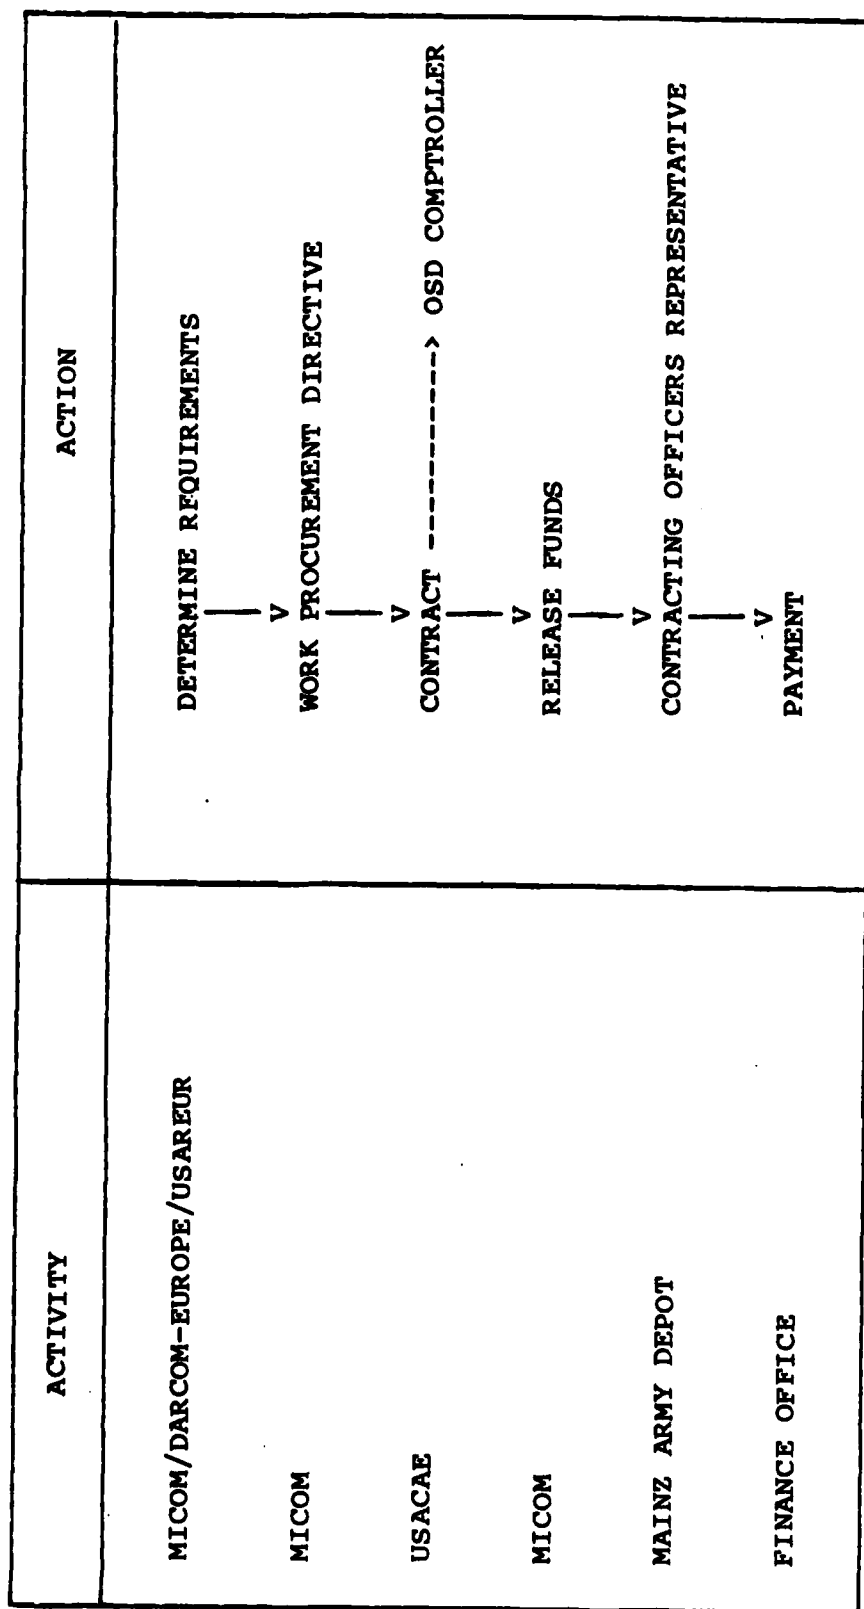 ACTIVITY ACTION
MICOM/DARCOM-EUROPE/USAREUR DETERMINE RFQUIREMENTS
V
MICOM WORK PROCUREMENT DIRECTIVE
V
USACAE CONTRACT ------------> OSD COMPTROLLER
V
MICOM RELEASE FUNDS
V
MAINZ ARMY DEPOT CONTRACTING OFFICERS REPRESENTATIVE
V
FINANCE OFFICE PAYMENT